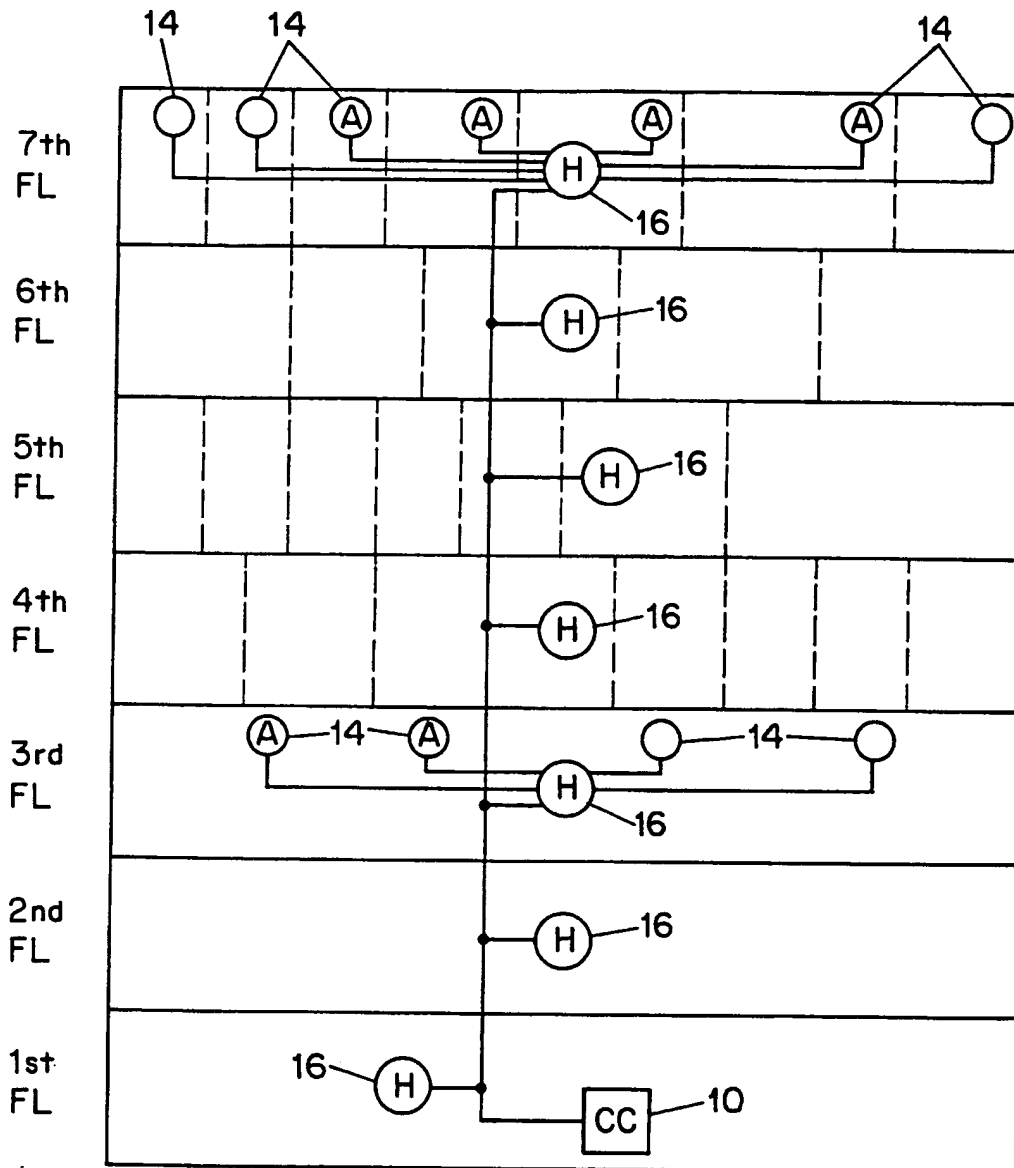 14 14 14
7th FL
A A A A
H
16
6th FL
H 16
5th FL
H 16
4th FL
H 16
3rd FL
A 14 A 14
H
16
2nd FL
H 16
1st FL
16 H
CC 10